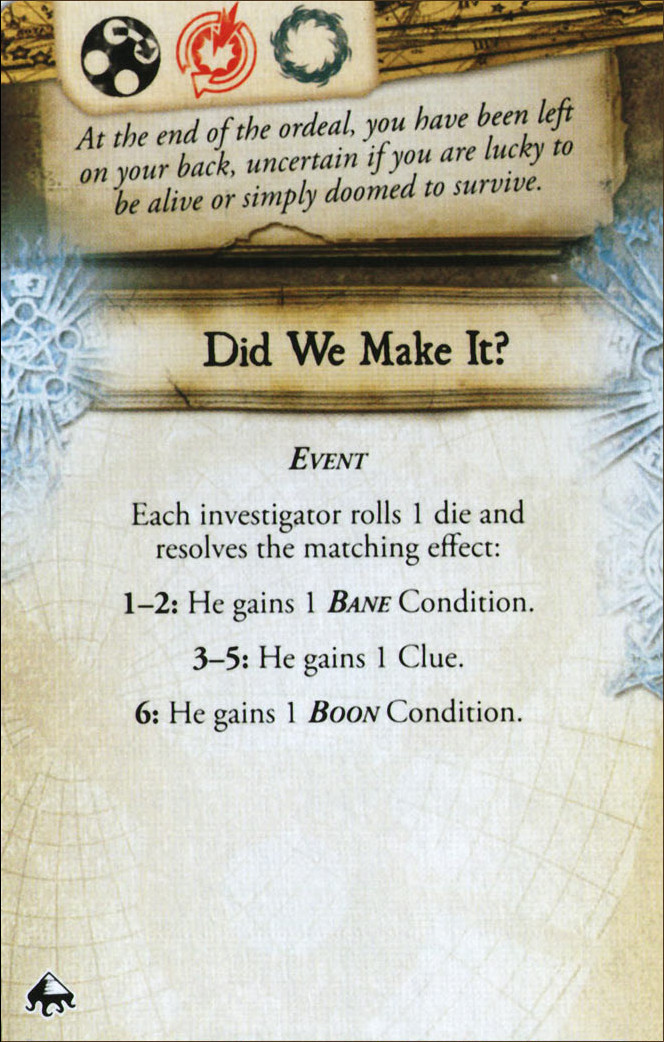 At the end of the ordeal, you have been left
on your back, uncertain if you are lucky to
be alive or simply doomed to survive.
Did We Make It?
EVENT
Each investigator rolls 1 die and
resolves the matching effect:
1–2: He gains 1 BANE Condition.
3–5: He gains 1 Clue.
6: He gains 1 BOON Condition.